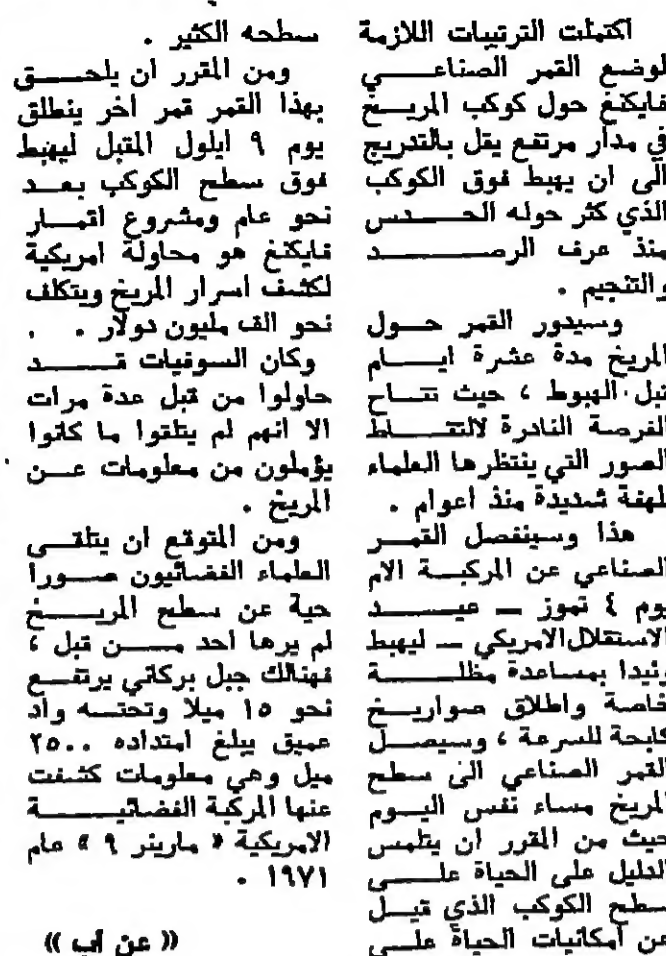 اكتملت الترتيبات اللازمة
لوضع القمر الصناعي
فايكنغ حول كوكب المريخ
في مدار مرتفع يقل بالتدريج
الى ان يهبط فوق الكوكب
الذي كثر حوله الحدس
منذ عرف الرصد
والتنجيم .
وسيدور القمر حول
المريخ مدة عشرة ايام
قبل الهبوط ، حيث تتاح
الفرصة النادرة لالتقاط
الصور التي ينتظرها العلماء
لهفة شديدة منذ اعوام .
هذا وسينفصل القمر
الصناعي عن المركبة الام
يوم ٤ تموز — عيد
الاستقلال الامريكي — ليهبط
وئيدا بمساعدة مظلة
خاصة واطلاق صواريخ
كابحة للسرعة ، وسيصل
القمر الصناعي الى سطح
المريخ مساء نفس اليوم
حيث من المقرر ان يتلمس
الدليل على الحياة على
سطح الكوكب الذي قيل
عن امكانيات الحياة على
سطحه الكثير .
ومن المقرر ان يلحق
بهذا القمر قمر اخر ينطلق
يوم ٩ ايلول المقبل ليهبط
فوق سطح الكوكب بعد
نحو عام ومشروع اقمار
فايكنغ هو محاولة امريكية
لكشف اسرار المريخ ويتكلف
نحو الف مليون دولار .
وكان السوفيات قد
حاولوا من قبل عدة مرات
الا انهم لم يتلقوا ما كانوا
يؤملون من معلومات عن
المريخ .
ومن المتوقع ان يتلقى
العلماء الفضائيون صورا
حية عن سطح المريخ
لم يرها احد من قبل ،
فهنالك جبل بركاني يرتفع
نحو ١٥ ميلا وتحته واد
عميق يبلغ امتداده ٢٥٠٠
ميل وهي معلومات كشفت
عنها المركبة الفضائية
الامريكية « مارينر ٩ » عام
١٩٧١ .
« عن اب »